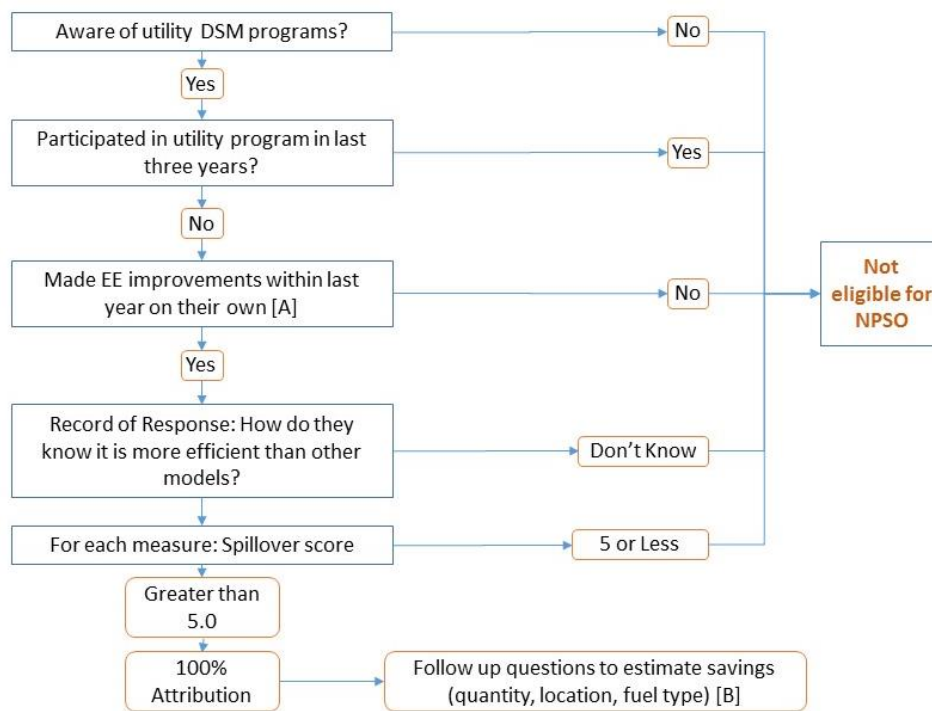 Aware of utility DSM programs?
No
Yes
Participated in utility program in last
three years?
Yes
No
Made EE improvements within last
year on their own [A]
No
Not
eligible for
NPSO
Yes
Record of Response: How do they
know it is more efficient than other
models?
Don't Know
For each measure: Spillover score
5 or Less
Greater than
5.0
100%
Attribution
Follow up questions to estimate savings
(quantity, location, fuel type) [B]